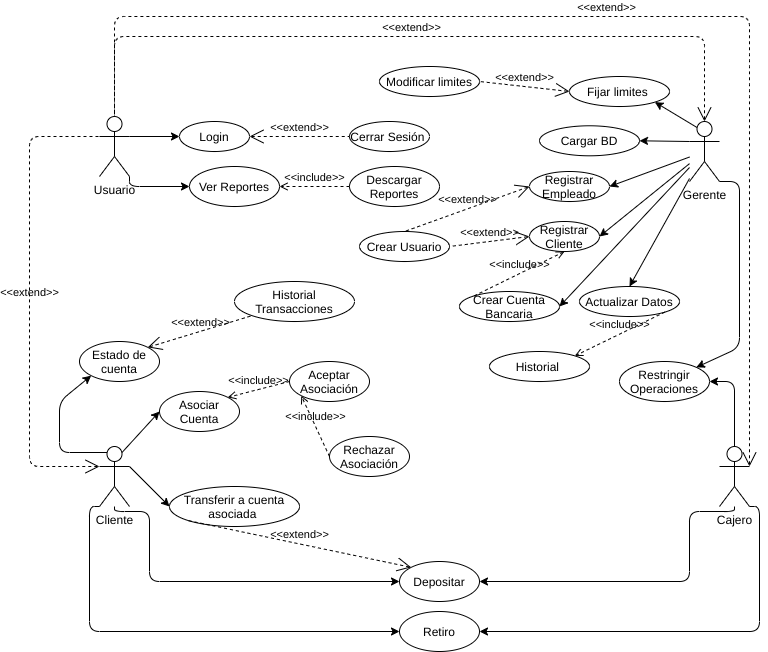 <<extend>>
<<extend>>
Modificar limites
<<extend>>
Fijar limites
Login
<<extend>>
Cerrar Sesión
Cargar BD
Usuario
Ver Reportes
<<include>>
Descargar
Reportes
Registrar
Empleado
Gerente
<<extend>>
Crear Usuario
<<extend>>
Registrar
Cliente
<<include>>
<<extend>>
Historial
Transacciones
Crear Cuenta
Bancaria
Actualizar Datos
<<extend>>
<<include>>
Estado de
cuenta
Historial
<<include>>
Aceptar
Asociación
Restringir
Operaciones
Asociar
Cuenta
<<include>>
Rechazar
Asociación
Transferir a cuenta
asociada
Cliente
Cajero
<<extend>>
Depositar
Retiro